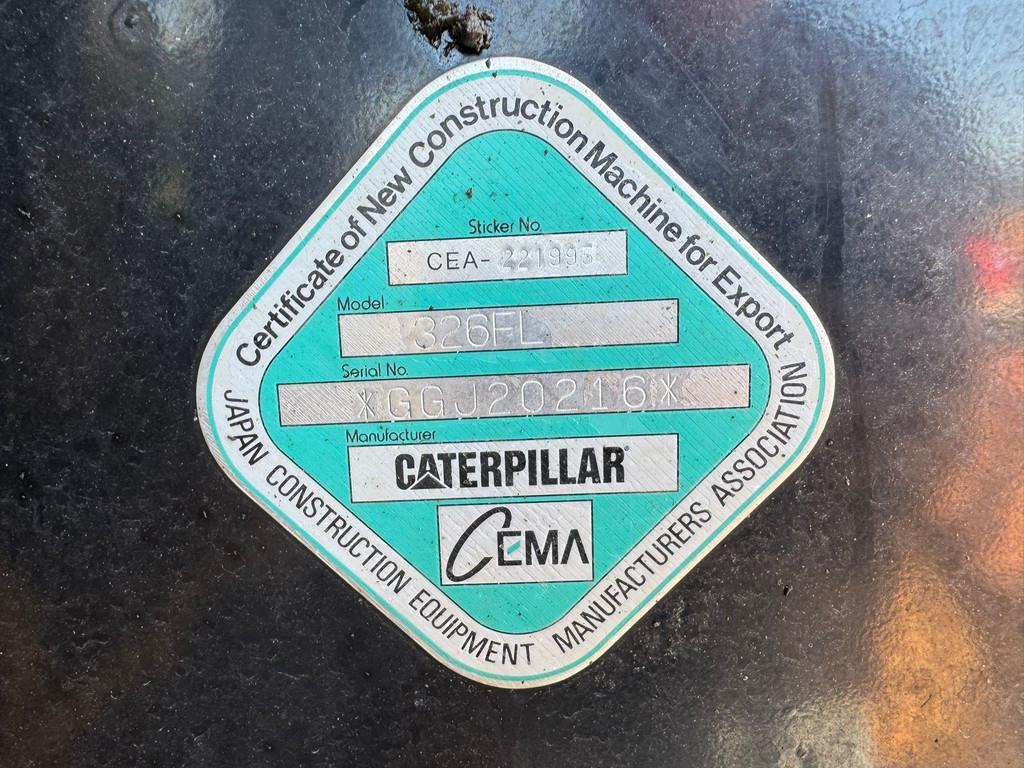 Certificate of New Construction Machine for Export
Sticker No.
CEA- 221995
Model
326FL
Serial No.
*GGJ20216*
Manufacturer
CATERPILLAR®
CEMA
JAPAN CONSTRUCTION EQUIPMENT MANUFACTURERS ASSOCIATION